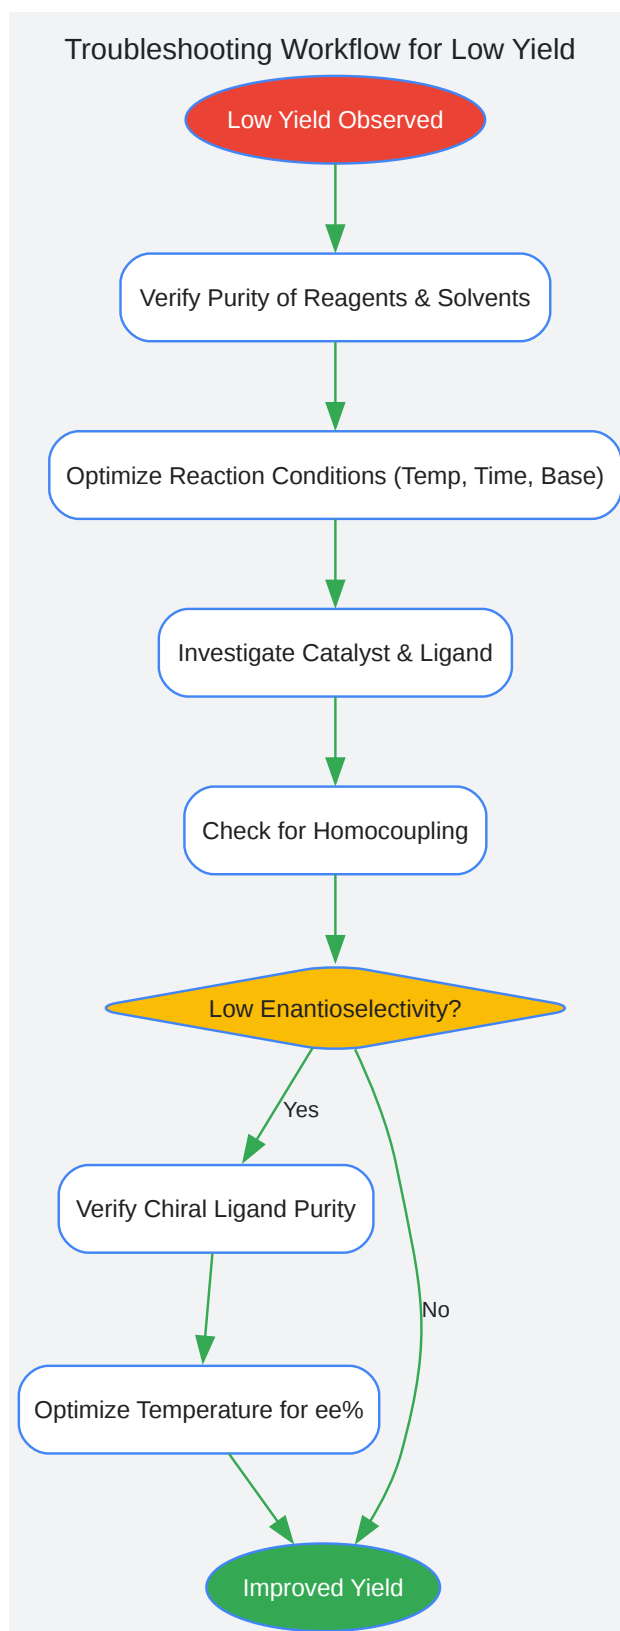 Troubleshooting Workflow for Low Yield
Low Yield Observed
Verify Purity of Reagents & Solvents
Optimize Reaction Conditions (Temp, Time, Base)
Investigate Catalyst & Ligand
Check for Homocoupling
Low Enantioselectivity?
Yes
Verify Chiral Ligand Purity
No
Optimize Temperature for ee%
Improved Yield